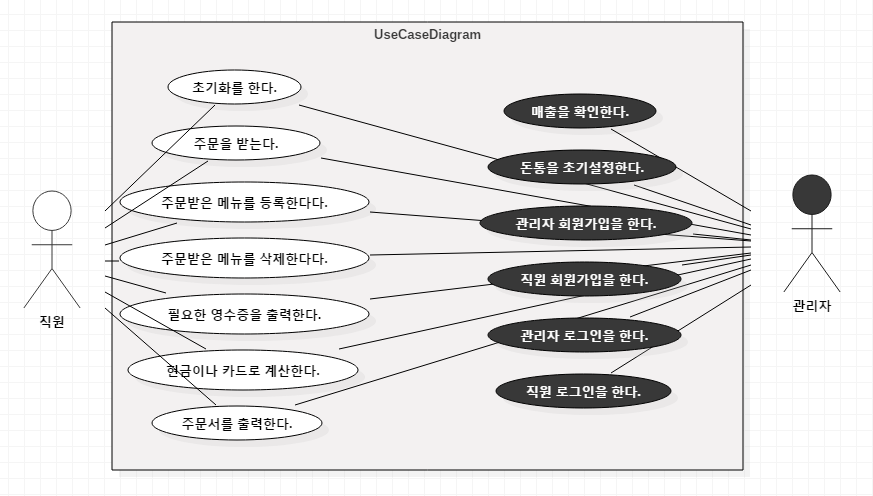 UseCaseDiagram
초기화를 한다.
주문을 받는다.
주문받은 메뉴를 등록한다다.
주문받은 메뉴를 삭제한다다.
필요한 영수증을 출력한다다.
현금이나 카드로 계산한다.
주문서를 출력한다.
매출을 확인한다.
돈통을 초기설정한다.
관리자 회원가입을 한다.
직원 회원가입을 한다.
관리자 로그인을 한다.
직원 로그인을 한다.
직원
관리자